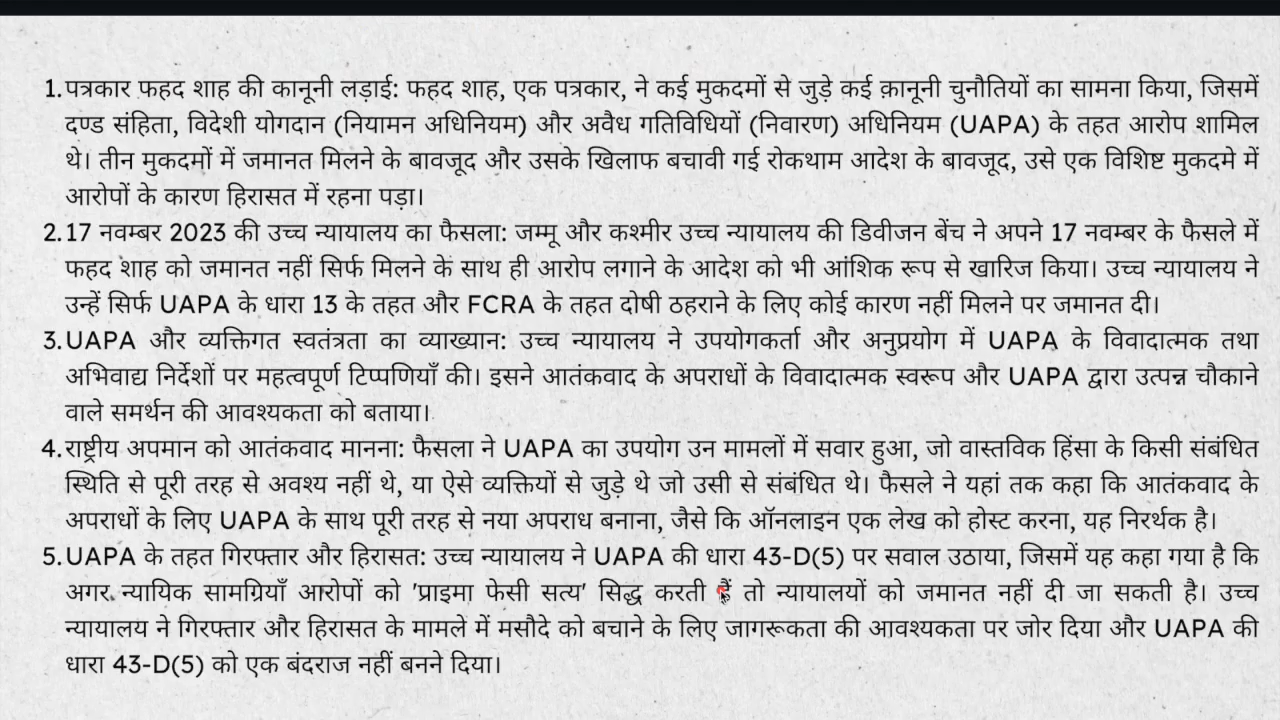 1. पत्रकार फहद शाह की कानूनी लड़ाई: फहद शाह, एक पत्रकार, ने कई मुकदमों से जुड़े कई क़ानूनी चुनौतियों का सामना किया, जिसमें
दण्ड संहिता, विदेशी योगदान (नियामन अधिनियम) और अवैध गतिविधियों (निवारण) अधिनियम (UAPA) के तहत आरोप शामिल
थे। तीन मुकदमों में जमानत मिलने के बावजूद और उसके खिलाफ बचावी गई रोकथाम आदेश के बावजूद, उसे एक विशिष्ट मुकदमे में
आरोपों के कारण हिरासत में रहना पड़ा।
2. 17 नवम्बर 2023 की उच्च न्यायालय का फैसला: जम्मू और कश्मीर उच्च न्यायालय की डिवीजन बेंच ने अपने 17 नवम्बर के फैसले में
फहद शाह को जमानत नहीं सिर्फ मिलने के साथ ही आरोप लगाने के आदेश को भी आंशिक रूप से खारिज किया। उच्च न्यायालय ने
उन्हें सिर्फ UAPA के धारा 13 के तहत और FCRA के तहत दोषी ठहराने के लिए कोई कारण नहीं मिलने पर जमानत दी।
3. UAPA और व्यक्तिगत स्वतंत्रता का व्याख्यान: उच्च न्यायालय ने उपयोगकर्ता और अनुप्रयोग में UAPA के विवादात्मक तथा
अभिवाद्य निर्देशों पर महत्वपूर्ण टिप्पणियाँ की। इसने आतंकवाद के अपराधों के विवादात्मक स्वरूप और UAPA द्वारा उत्पन्न चौकाने
वाले समर्थन की आवश्यकता को बताया।
4. राष्ट्रीय अपमान को आतंकवाद मानना: फैसला ने UAPA का उपयोग उन मामलों में सवार हुआ, जो वास्तविक हिंसा के किसी संबंधित
स्थिति से पूरी तरह से अवश्य नहीं थे, या ऐसे व्यक्तियों से जुड़े थे जो उसी से संबंधित थे। फैसले ने यहां तक कहा कि आतंकवाद के
अपराधों के लिए UAPA के साथ पूरी तरह से नया अपराध बनाना, जैसे कि ऑनलाइन एक लेख को होस्ट करना, यह निरर्थक है।
5. UAPA के तहत गिरफ्तार और हिरासत: उच्च न्यायालय ने UAPA की धारा 43-D(5) पर सवाल उठाया, जिसमें यह कहा गया है कि
अगर न्यायिक सामग्रियाँ आरोपों को 'प्राइमा फेसी सत्य' सिद्ध करती हैं तो न्यायालयों को जमानत नहीं दी जा सकती है। उच्च
न्यायालय ने गिरफ्तार और हिरासत के मामले में मसौदे को बचाने के लिए जागरूकता की आवश्यकता पर जोर दिया और UAPA की
धारा 43-D(5) को एक बंदराज नहीं बनने दिया।